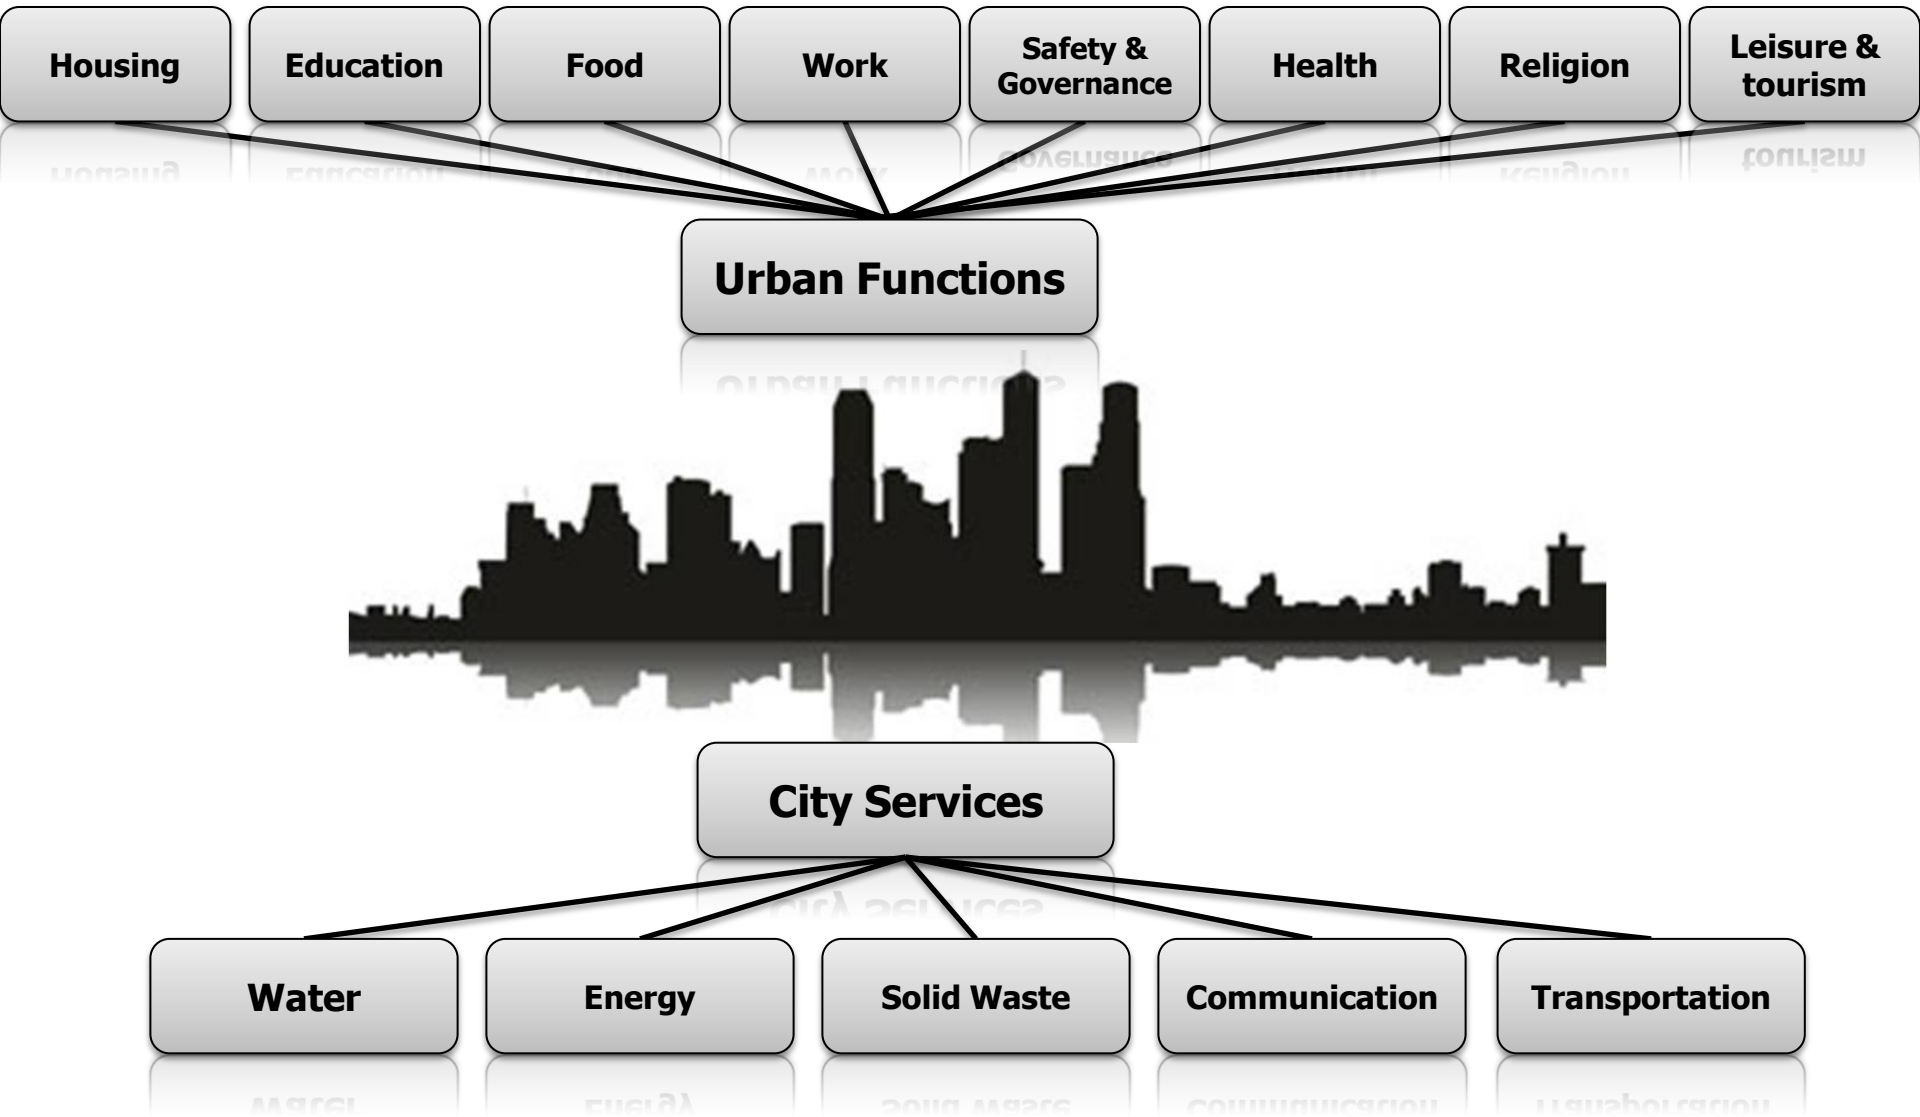 Housing
Education
Food
Work
Safety &
Governance
Health
Religion
Leisure &
tourism
Urban Functions
City Services
Water
Energy
Solid Waste
Communication
Transportation